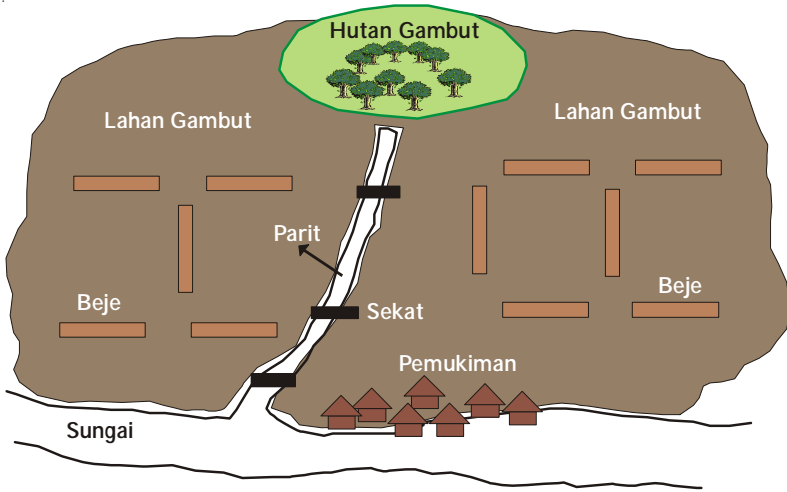 Hutan Gambut
Lahan Gambut
Lahan Gambut
Parit
Beje
Beje
Sekat
Pemukiman
Sungai